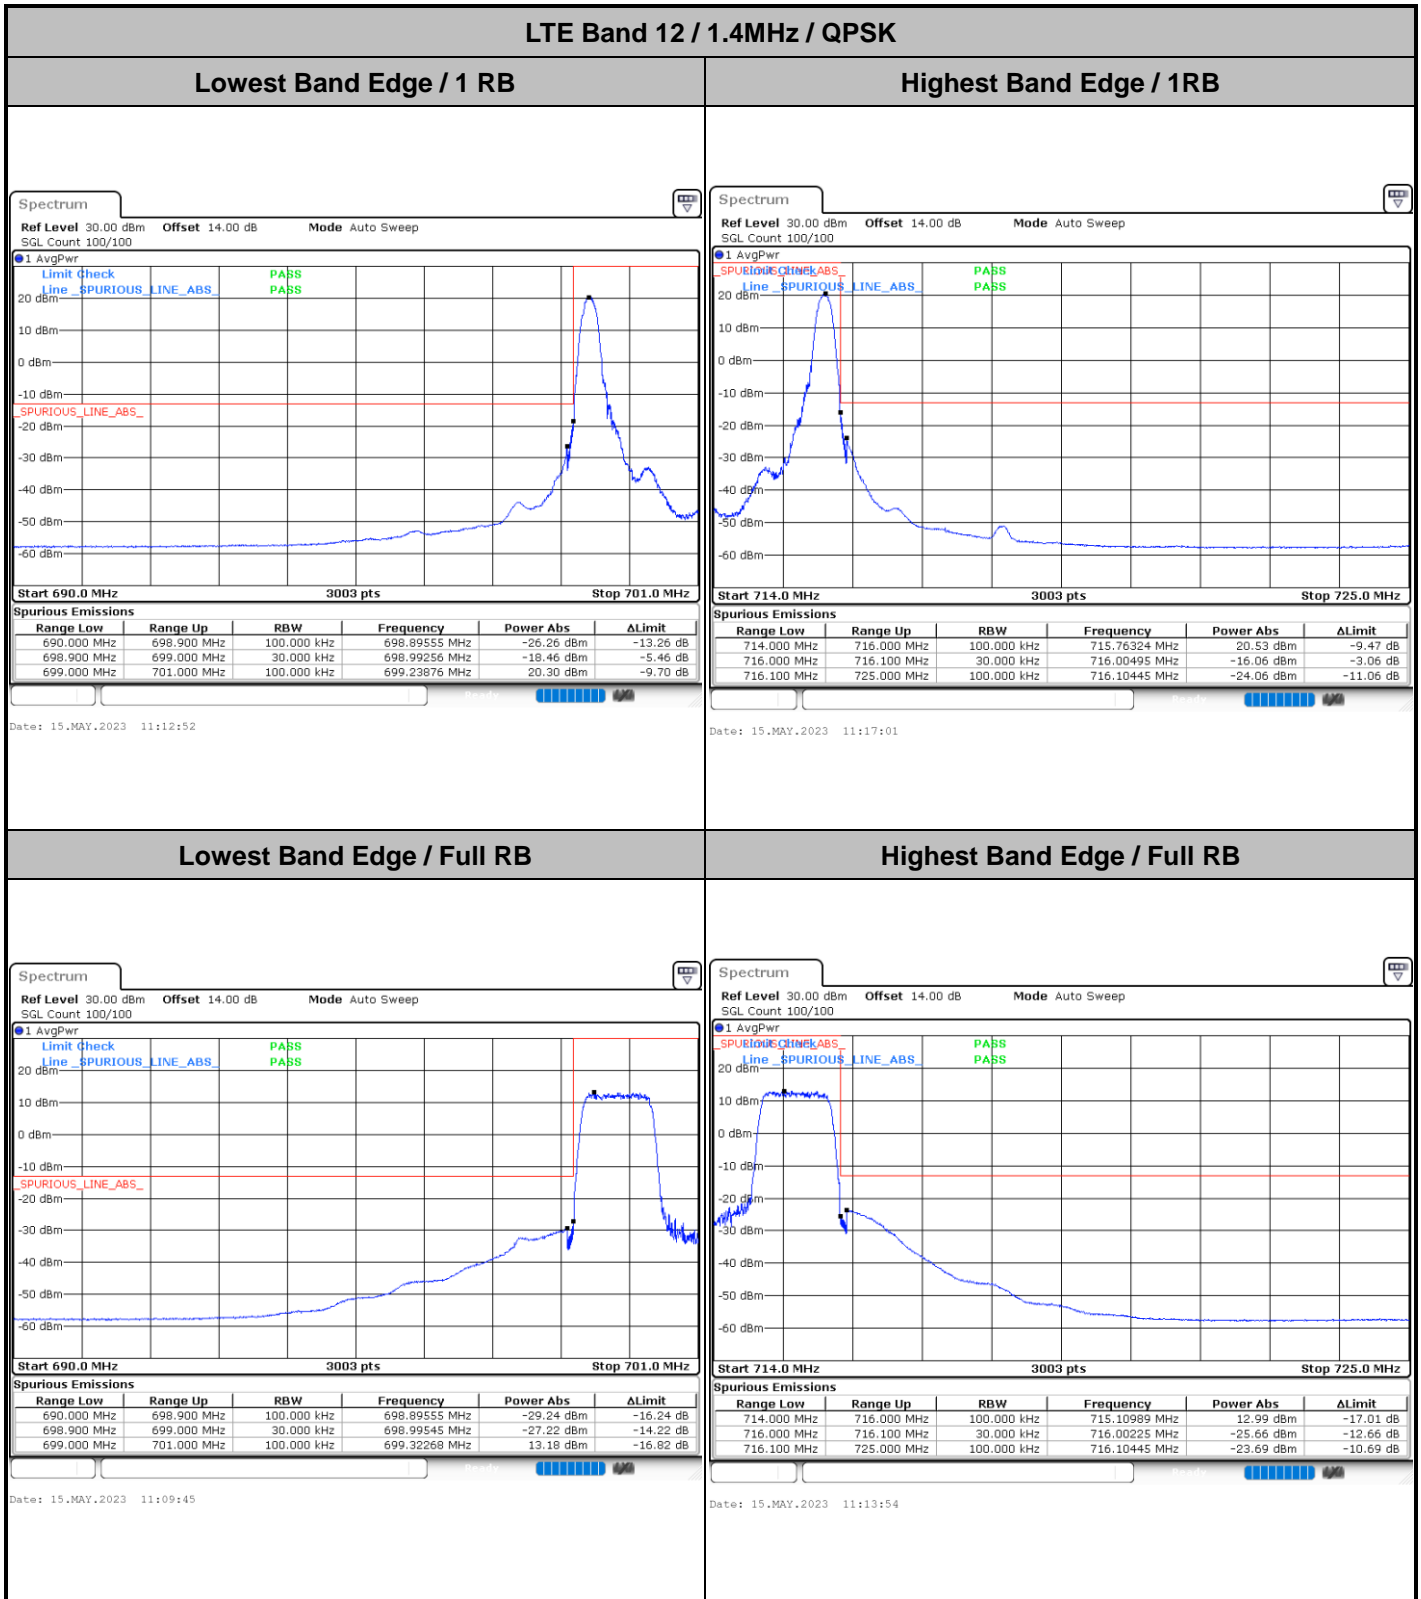 LTE Band 12 / 1.4MHz / QPSK
Lowest Band Edge / 1 RB
Highest Band Edge / 1RB
Spectrum
Ref Level 30.00 dBm Offset 14.00 dB Mode Auto Sweep
SGL Count 100/100
1 AvgPwr
Limit Check PASS
Line _SPURIOUS_LINE_ABS_ PASS
20 dBm
10 dBm
0 dBm
-10 dBm
_SPURIOUS_LINE_ABS_
-20 dBm
-30 dBm
-40 dBm
-50 dBm
-60 dBm
Start 690.0 MHz 3003 pts Stop 701.0 MHz
Spurious Emissions
Range Low Range Up RBW Frequency Power Abs ΔLimit
690.000 MHz 698.900 MHz 100.000 kHz 698.89555 MHz -26.26 dBm -13.26 dB
698.900 MHz 699.000 MHz 30.000 kHz 698.99256 MHz -18.46 dBm -5.46 dB
699.000 MHz 701.000 MHz 100.000 kHz 699.23876 MHz 20.30 dBm -9.70 dB
Ready
Date: 15.MAY.2023 11:12:52
Spectrum
Ref Level 30.00 dBm Offset 14.00 dB Mode Auto Sweep
SGL Count 100/100
1 AvgPwr
_SPURIOUS_LINE_ABS_
Limit Check PASS
Line _SPURIOUS_LINE_ABS_ PASS
20 dBm
10 dBm
0 dBm
-10 dBm
-20 dBm
-30 dBm
-40 dBm
-50 dBm
-60 dBm
Start 714.0 MHz 3003 pts Stop 725.0 MHz
Spurious Emissions
Range Low Range Up RBW Frequency Power Abs ΔLimit
714.000 MHz 716.000 MHz 100.000 kHz 715.76324 MHz 20.53 dBm -9.47 dB
716.000 MHz 716.100 MHz 30.000 kHz 716.00495 MHz -16.06 dBm -3.06 dB
716.100 MHz 725.000 MHz 100.000 kHz 716.10445 MHz -24.06 dBm -11.06 dB
Ready
Date: 15.MAY.2023 11:17:01
Lowest Band Edge / Full RB
Highest Band Edge / Full RB
Spectrum
Ref Level 30.00 dBm Offset 14.00 dB Mode Auto Sweep
SGL Count 100/100
1 AvgPwr
Limit Check PASS
Line _SPURIOUS_LINE_ABS_ PASS
20 dBm
10 dBm
0 dBm
-10 dBm
_SPURIOUS_LINE_ABS_
-20 dBm
-30 dBm
-40 dBm
-50 dBm
-60 dBm
Start 690.0 MHz 3003 pts Stop 701.0 MHz
Spurious Emissions
Range Low Range Up RBW Frequency Power Abs ΔLimit
690.000 MHz 698.900 MHz 100.000 kHz 698.89555 MHz -29.24 dBm -16.24 dB
698.900 MHz 699.000 MHz 30.000 kHz 698.99545 MHz -27.22 dBm -14.22 dB
699.000 MHz 701.000 MHz 100.000 kHz 699.32268 MHz 13.18 dBm -16.82 dB
Ready
Date: 15.MAY.2023 11:09:45
Spectrum
Ref Level 30.00 dBm Offset 14.00 dB Mode Auto Sweep
SGL Count 100/100
1 AvgPwr
_SPURIOUS_LINE_ABS_
Limit Check PASS
Line _SPURIOUS_LINE_ABS_ PASS
20 dBm
10 dBm
0 dBm
-10 dBm
-20 dBm
-30 dBm
-40 dBm
-50 dBm
-60 dBm
Start 714.0 MHz 3003 pts Stop 725.0 MHz
Spurious Emissions
Range Low Range Up RBW Frequency Power Abs ΔLimit
714.000 MHz 716.000 MHz 100.000 kHz 715.10989 MHz 12.99 dBm -17.01 dB
716.000 MHz 716.100 MHz 30.000 kHz 716.00225 MHz -25.66 dBm -12.66 dB
716.100 MHz 725.000 MHz 100.000 kHz 716.10445 MHz -23.69 dBm -10.69 dB
Ready
Date: 15.MAY.2023 11:13:54